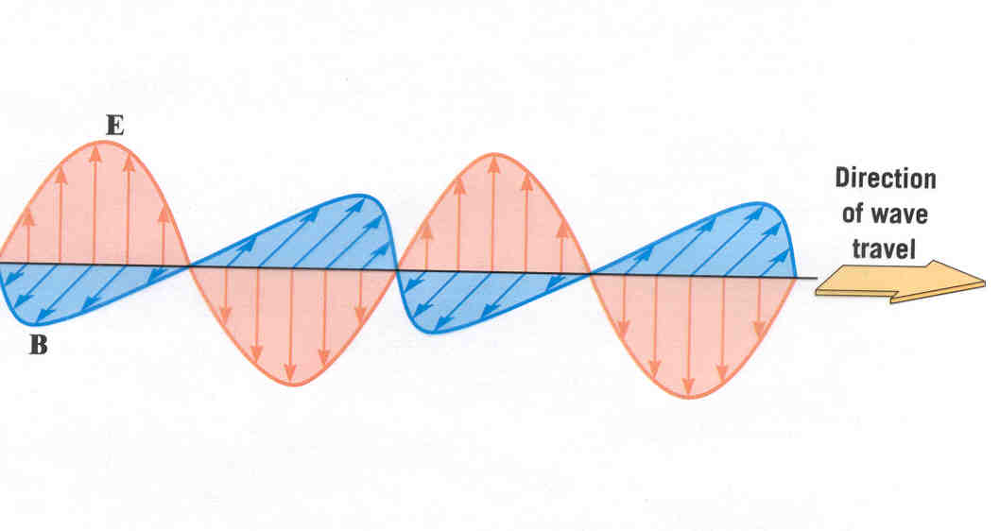 E
Direction
of wave
travel
B